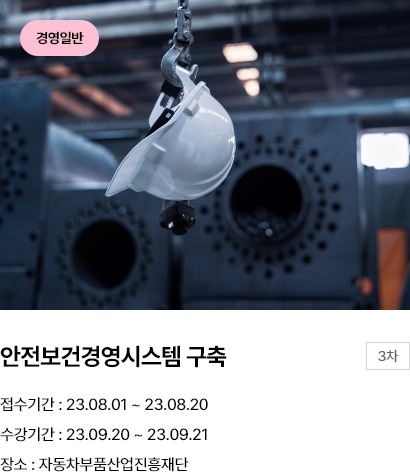 경영일반
안전보건경영시스템 구축
3차
접수기간 : 23.08.01 ~ 23.08.20
수강기간 : 23.09.20 ~ 23.09.21
장소 : 자동차부품산업진흥재단